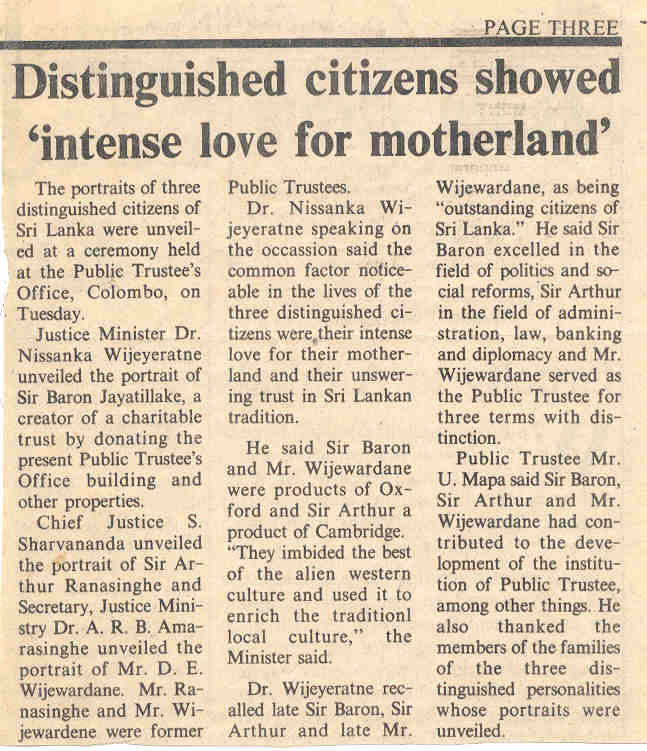 PAGE THREE
Distinguished citizens showed
‘intense love for motherland’
The portraits of three
distinguished citizens of
Sri Lanka were unveil-
ed at a ceremony held
at the Public Trustee's
Office, Colombo, on
Tuesday.
Justice Minister Dr.
Nissanka Wijeyeratne
unveiled the portrait of
Sir Baron Jayatillake, a
creator of a charitable
trust by donating the
present Public Trustee's
Office building and
other properties.
Chief Justice S.
Sharvananda unveiled
the portrait of Sir Ar-
thur Ranasinghe and
Secretary, Justice Mini-
stry Dr. A. R. B. Ama-
rasinghe unveiled the
portrait of Mr. D. E.
Wijewardane. Mr. Ra-
nasinghe and Mr. Wi-
jewardene were former
Public Trustees.
Dr. Nissanka Wi-
jeyeratne speaking on
the occassion said the
common factor notice-
able in the lives of the
three distinguished ci-
tizens were their intense
love for their mother-
land and their unswer-
ing trust in Sri Lankan
tradition.
He said Sir Baron
and Mr. Wijewardane
were products of Ox-
ford and Sir Arthur a
product of Cambridge.
“They imbided the best
of the alien western
culture and used it to
enrich the traditionl
local culture,” the
Minister said.
Dr. Wijeyeratne rec-
alled late Sir Baron, Sir
Arthur and late Mr.
Wijewardane, as being
“outstanding citizens of
Sri Lanka.” He said Sir
Baron excelled in the
field of politics and so-
cial reforms, Sir Arthur
in the field of admini-
stration, law, banking
and diplomacy and Mr.
Wijewardane served as
the Public Trustee for
three terms with dis-
tinction.
Public Trustee Mr.
U. Mapa said Sir Baron,
Sir Arthur and Mr.
Wijewardane had con-
tributed to the deve-
lopment of the institu-
tion of Public Trustee,
among other things. He
also thanked the
members of the families
of the three dis-
tinguished personalities
whose portraits were
unveiled.